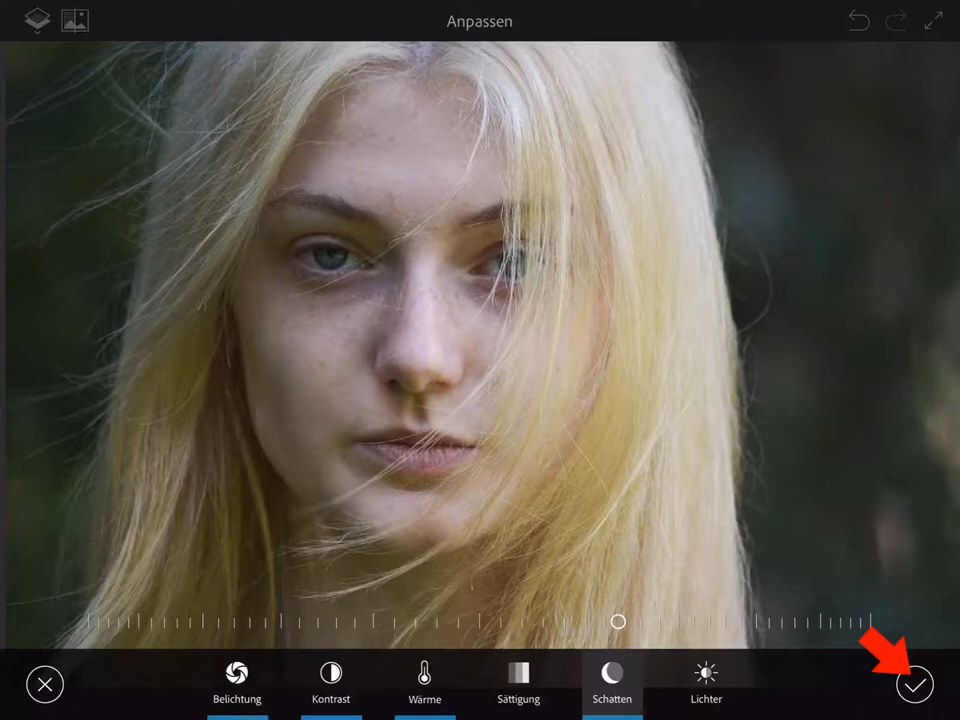 Anpassen
Belichtung
Kontrast
Wärme
Sättigung
Schatten
Lichter